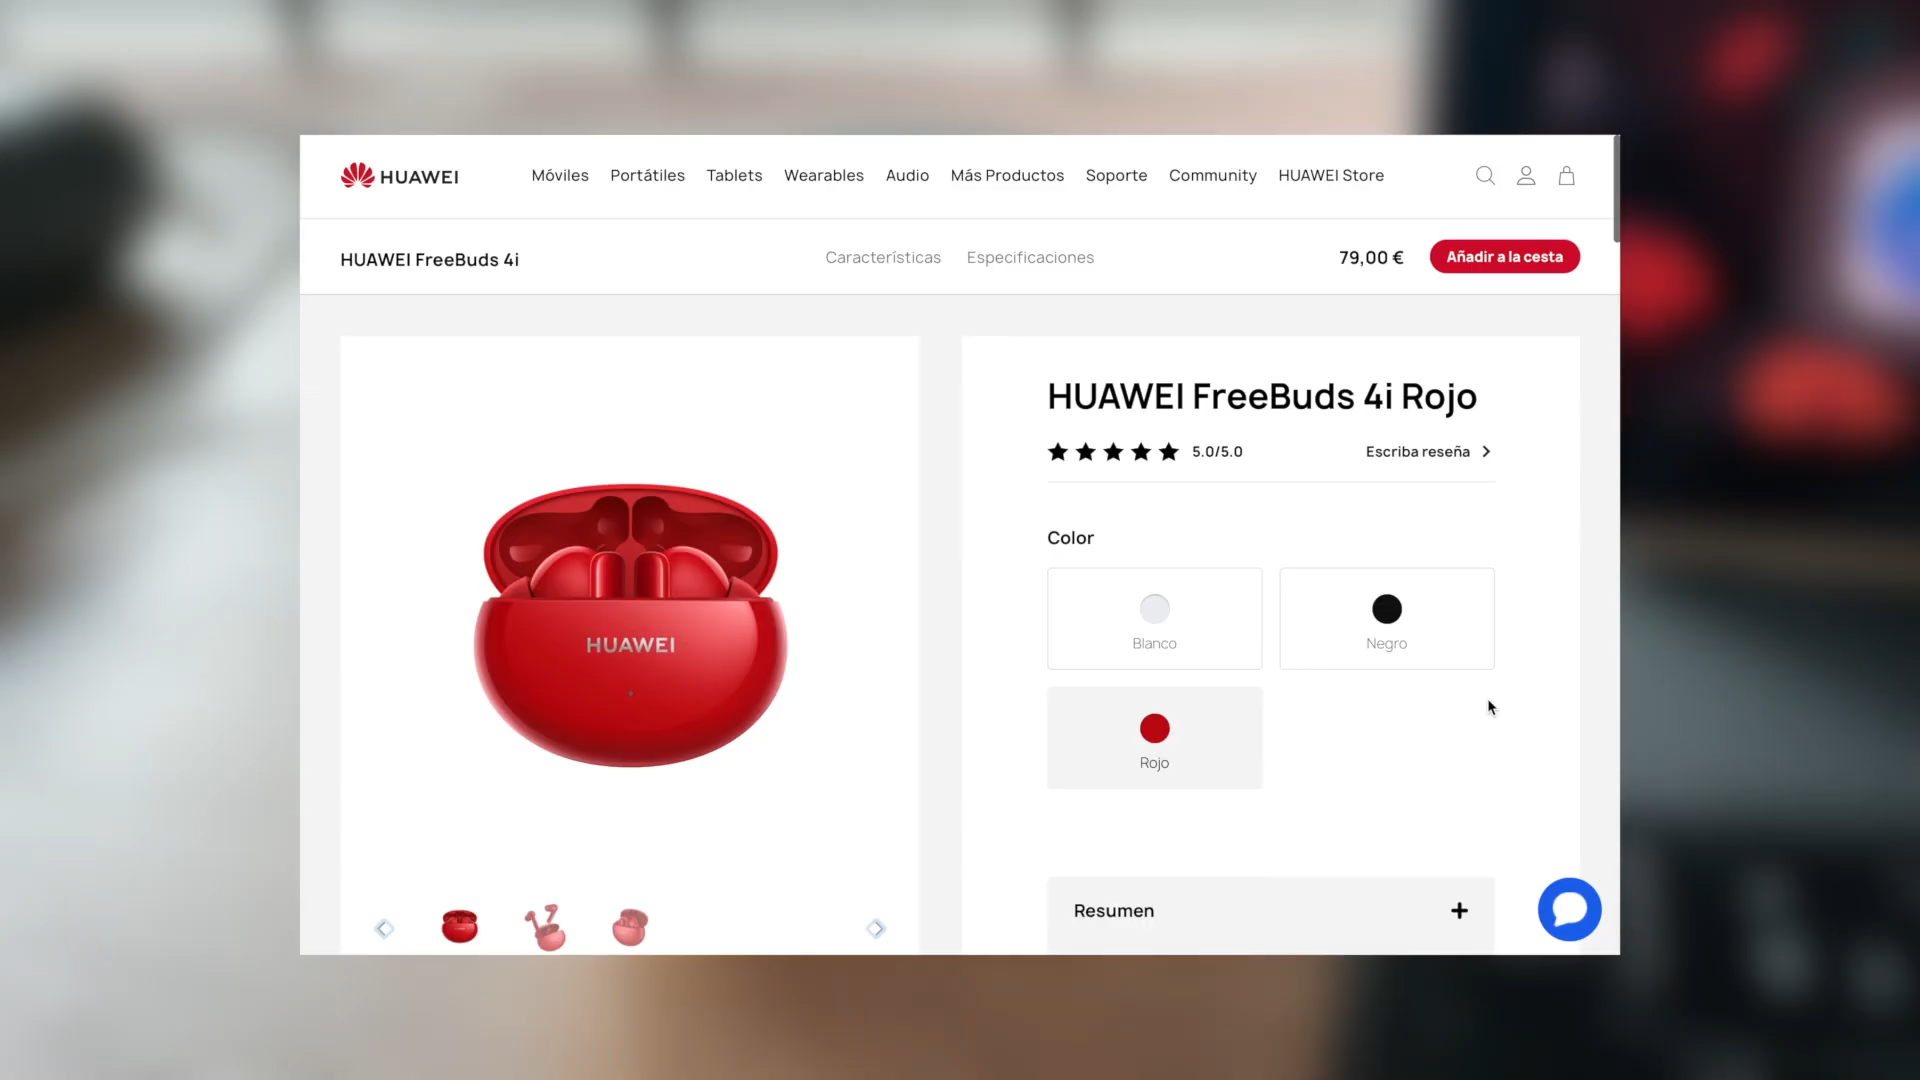 HUAWEI
Móviles Portátiles Tablets Wearables Audio Más Productos Soporte Community HUAWEI Store
HUAWEI FreeBuds 4i
Características Especificaciones
79,00 € Añadir a la cesta
HUAWEI
HUAWEI FreeBuds 4i Rojo
5.0/5.0 Escriba reseña
Color
Blanco Negro
Rojo
Resumen